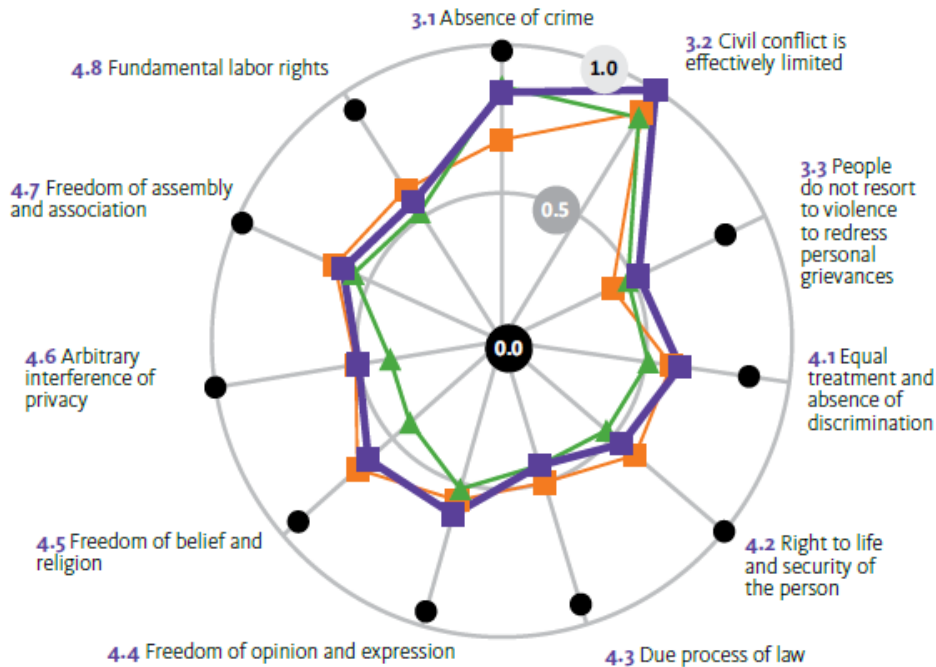 3.1 Absence of crime
3.2 Civil conflict is
effectively limited
1.0
4.8 Fundamental labor rights
3.3 People
do not resort
to violence
to redress
personal
grievances
4.7 Freedom of assembly
and association
0.5
0.0
4.6 Arbitrary
interference of
privacy
4.1 Equal
treatment and
absence of
discrimination
4.5 Freedom of belief and
religion
4.2 Right to life
and security of
the person
4.4 Freedom of opinion and expression
4.3 Due process of law